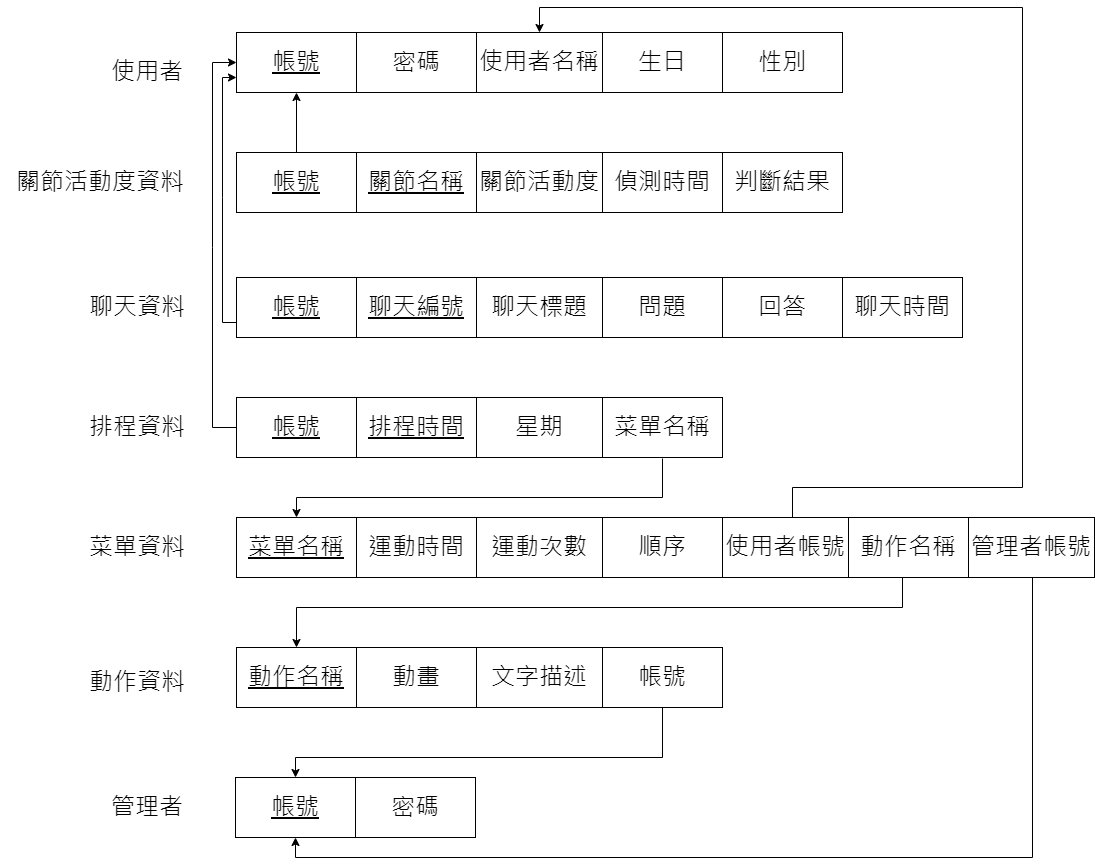 使用者 帳號 密碼 使用者名稱 生日 性別
關節活動度資料 帳號 關節名稱 關節活動度 偵測時間 判斷結果
聊天資料 帳號 聊天編號 聊天標題 問題 回答 聊天時間
排程資料 帳號 排程時間 星期 菜單名稱
菜單資料 菜單名稱 運動時間 運動次數 順序 使用者帳號 動作名稱 管理者帳號
動作資料 動作名稱 動畫 文字描述 帳號
管理者 帳號 密碼